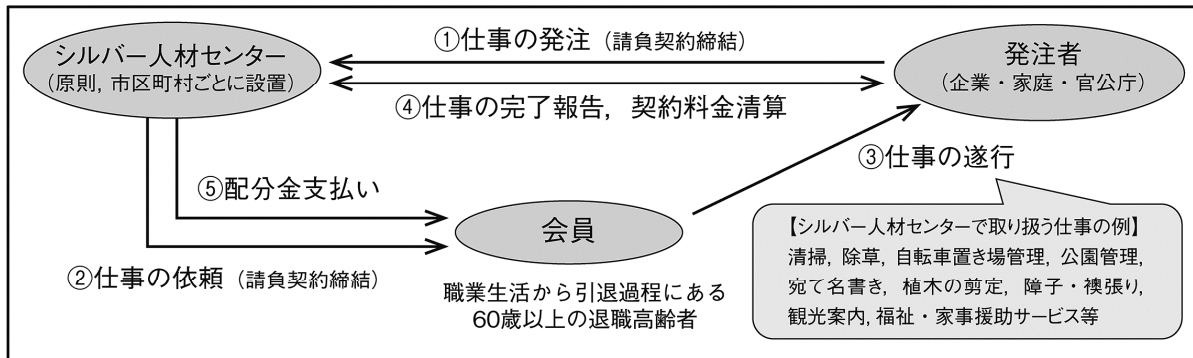 ①仕事の発注（請負契約締結）
シルバー人材センター
（原則，市区町村ごとに設置）
発注者
（企業・家庭・官公庁）
④仕事の完了報告，契約料金清算
③仕事の遂行
⑤配分金支払い
会員
②仕事の依頼（請負契約締結）
職業生活から引退過程にある
60歳以上の退職高齢者
【シルバー人材センターで取り扱う仕事の例】
清掃，除草，自転車置き場管理，公園管理，
宛て名書き，植木の剪定，障子・襖張り，
観光案内，福祉・家事援助サービス等